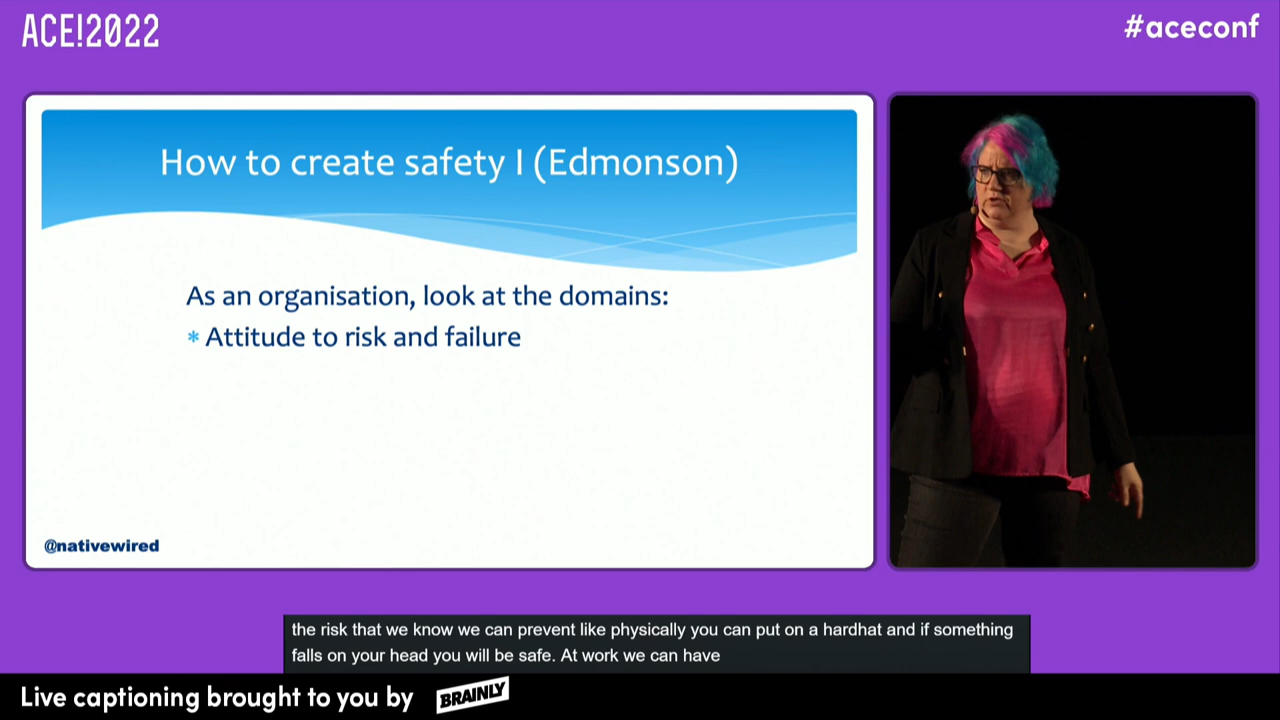 ACE!2022
#aceconf
How to create safety I (Edmonson)
As an organisation, look at the domains:
* Attitude to risk and failure
@nativewired
the risk that we know we can prevent like physically you can put on a hardhat and if something
falls on your head you will be safe. At work we can have
Live captioning brought to you by BRAINLY